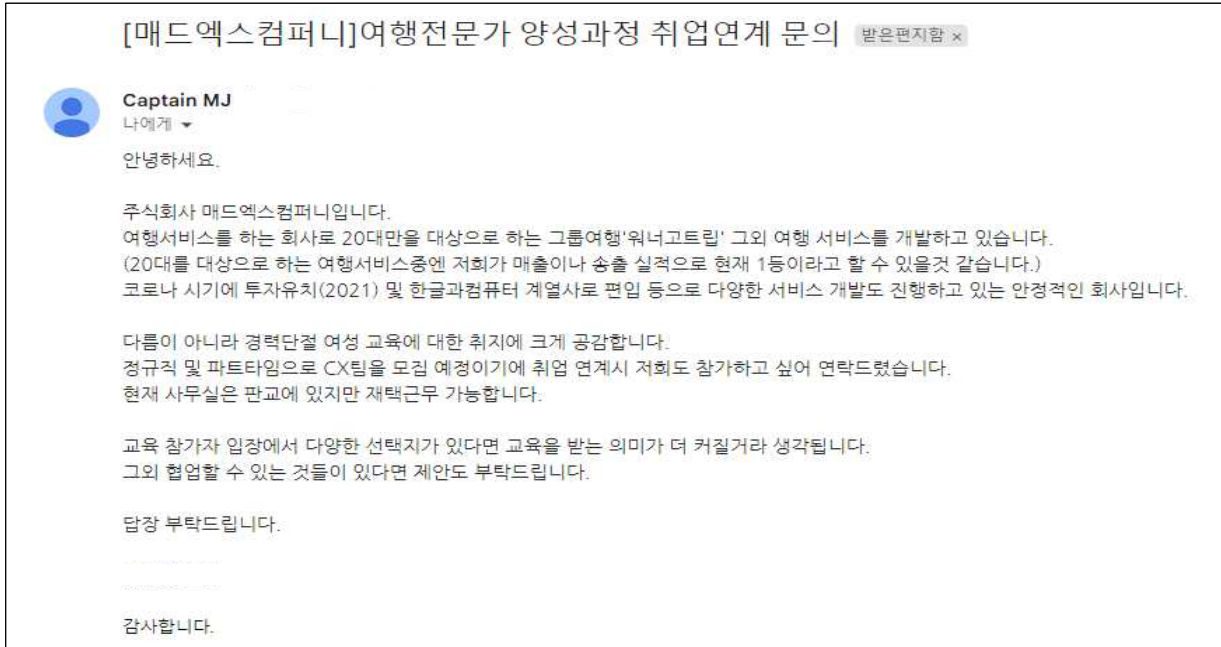 [매드엑스컴퍼니]여행전문가 양성과정 취업연계 문의 받은편지함 ×
Captain MJ
나에게
안녕하세요.
주식회사 매드엑스컴퍼니입니다.
여행서비스를 하는 회사로 20대만을 대상으로 하는 그룹여행'워너고트립' 그외 여행 서비스를 개발하고 있습니다.
(20대를 대상으로 하는 여행서비스중엔 저희가 매출이나 송출 실적으로 현재 1등이라고 할 수 있을것 같습니다.)
코로나 시기에 투자유치(2021) 및 한글과컴퓨터 계열사로 편입 등으로 다양한 서비스 개발도 진행하고 있는 안정적인 회사입니다.
다름이 아니라 경력단절 여성 교육에 대한 취지에 크게 공감합니다.
정규직 및 파트타임으로 CX팀을 모집 예정이기에 취업 연계시 저희도 참가하고 싶어 연락드렸습니다.
현재 사무실은 판교에 있지만 재택근무 가능합니다.
교육 참가자 입장에서 다양한 선택지가 있다면 교육을 받는 의미가 더 커질거라 생각됩니다.
그외 협업할 수 있는 것들이 있다면 제안도 부탁드립니다.
답장 부탁드립니다.
감사합니다.